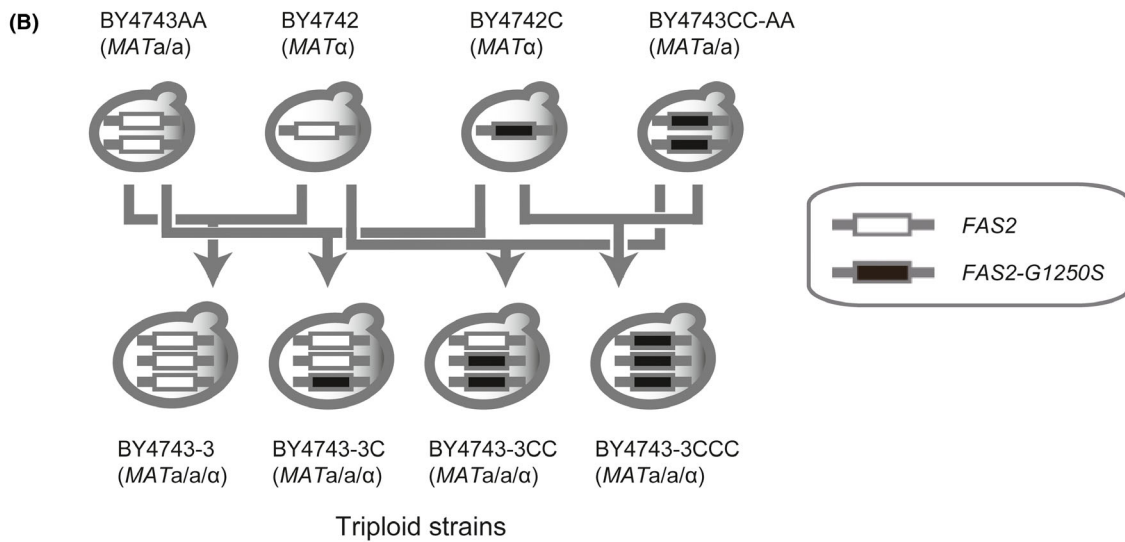 (B)
BY4743AA
(MATa/a)
BY4742
(MATα)
BY4742C
(MATα)
BY4743CC-AA
(MATa/a)
FAS2
FAS2-G1250S
BY4743-3
(MATa/a/α)
BY4743-3C
(MATa/a/α)
BY4743-3CC
(MATa/a/α)
BY4743-3CCC
(MATa/a/α)
Triploid strains